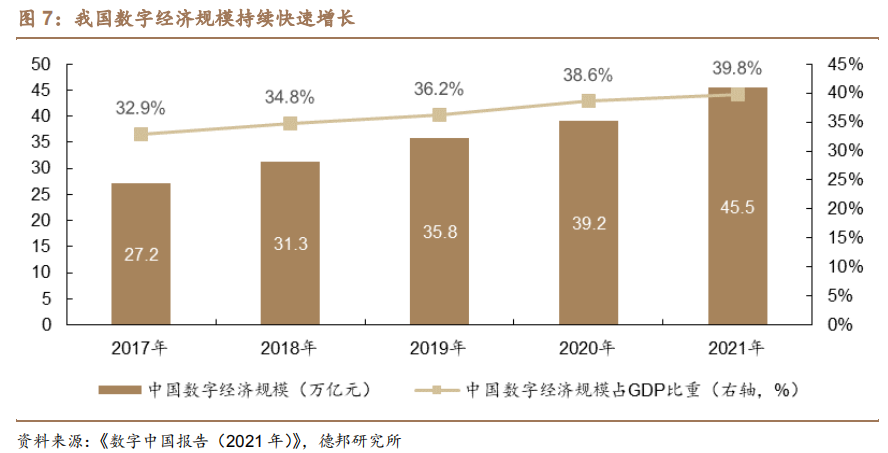 图 7：我国数字经济规模持续快速增长
50 45%
45 40%
40 35%
35 30%
30 25%
25 20%
20 15%
15 10%
10 5%
5 0%
0
32.9% 34.8% 36.2% 38.6% 39.8%
27.2 31.3 35.8 39.2 45.5
2017年 2018年 2019年 2020年 2021年
中国数字经济规模（万亿元） 中国数字经济规模占GDP比重（右轴，%）
资料来源：《数字中国报告（2021 年）》，德邦研究所